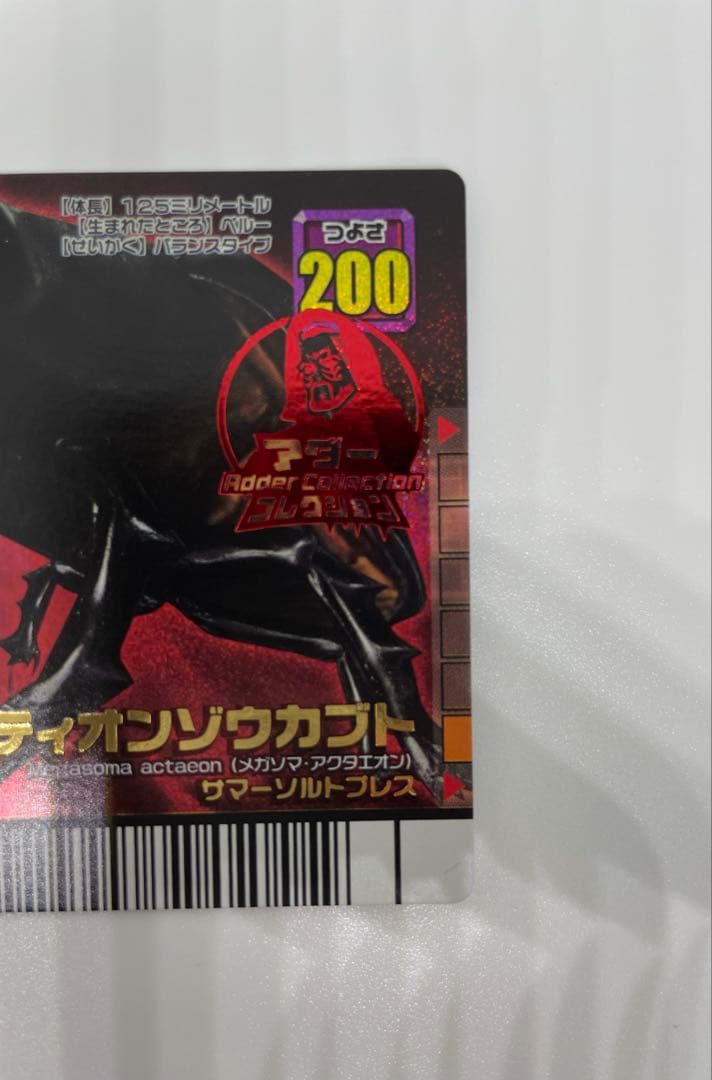 【体長】 125ミリメートル
【生まれたところ】 ペルー
【せいかく】 バランスタイプ
つよさ
200
アダー
Adder Collection
コレクション
ティオンゾウカブト
Megasoma actaeon (メガソマ・アクタエオン)
サマーソルトプレス